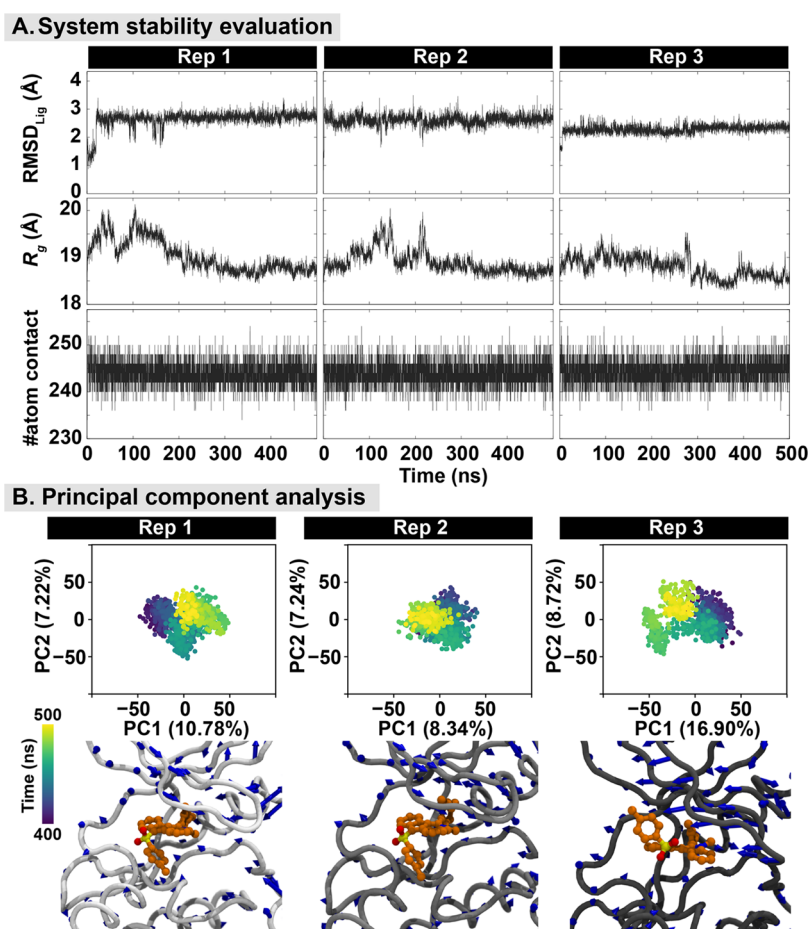 A. System stability evaluation
Rep 1 Rep 2 Rep 3
RMSDLig (Å)
4
3
2
1
0
Rg (Å)
20
19
18
#atom contact
250
240
230
0 100 200 300 400 0 100 200 300 400 0 100 200 300 400 500
Time (ns)
B. Principal component analysis
Rep 1 Rep 2 Rep 3
PC2 (7.22%)
50
0
−50
PC2 (7.24%)
50
0
−50
PC2 (8.72%)
50
0
−50
−50 0 50 −50 0 50 −50 0 50
PC1 (10.78%) PC1 (8.34%) PC1 (16.90%)
500
Time (ns)
400